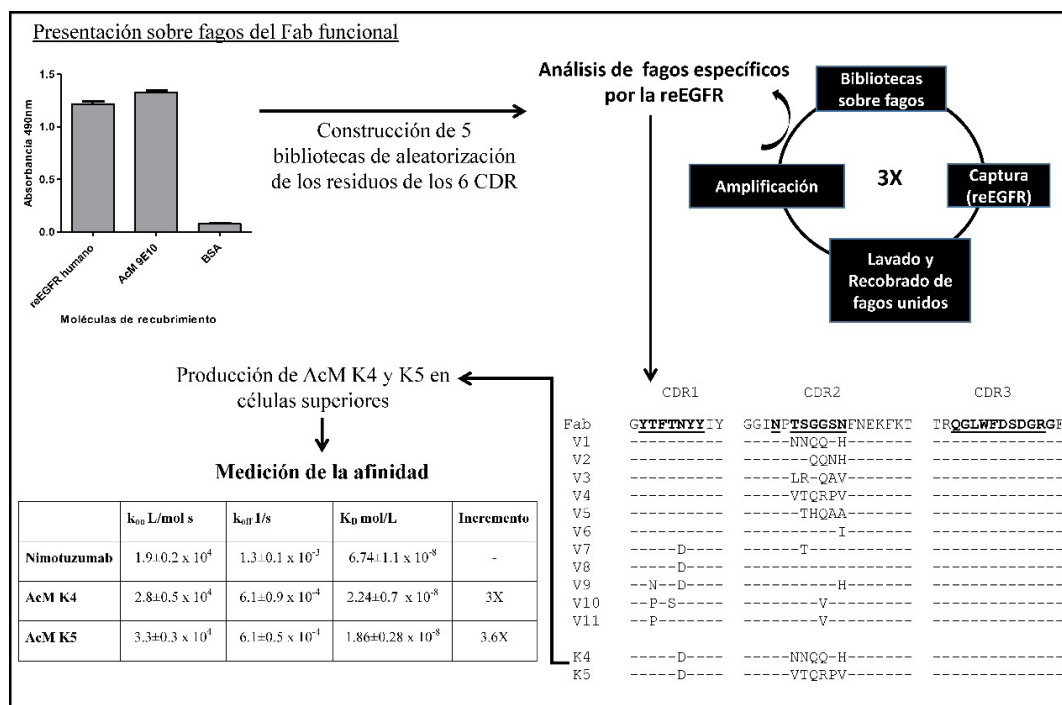 Presentación sobre fagos del Fab funcional
1.5
1.0
0.5
0.0
Absorbancia 490nm
reEGFR humano
AcM 9E10
BSA
Moléculas de recubrimiento
Construcción de 5
bibliotecas de aleatorización
de los residuos de los 6 CDR
Análisis de fagos específicos
por la reEGFR
Bibliotecas
sobre fagos
Captura
(reEGFR)
Lavado y
Recobrado de
fagos unidos
Amplificación
3X
Producción de AcM K4 y K5 en
células superiores
Medición de la afinidad
kon L/mol s koff 1/s KD mol/L Incremento
Nimotuzumab 1.9±0.2 x 10^4 1.3±0.1 x 10^-3 6.74±1.1 x 10^-8 -
AcM K4 2.8±0.5 x 10^4 6.1±0.9 x 10^-4 2.24±0.7 x 10^-8 3X
AcM K5 3.3±0.3 x 10^4 6.1±0.5 x 10^-4 1.86±0.28 x 10^-8 3.6X
CDR1 CDR2 CDR3
Fab GYTFTNYYIY GGINPTSGGSNFNEKFKT TRQGLWFDSDGRGF
V1 ---------- -----NNQQ-H------- --------------
V2 ---------- -------QQNH------- --------------
V3 ---------- -----LR-QAV------- --------------
V4 ---------- -----VTQRPV------- --------------
V5 ---------- ------THQAA------- --------------
V6 ---------- ----------I------- --------------
V7 -----D---- ------T----------- --------------
V8 -----D---- ------------------ --------------
V9 --N--D---- ----------H------- --------------
V10 --P-S----- --------V--------- --------------
V11 --P------- --------V--------- --------------
K4 -----D---- -----NNQQ-H------- --------------
K5 -----D---- -----VTQRPV------- --------------